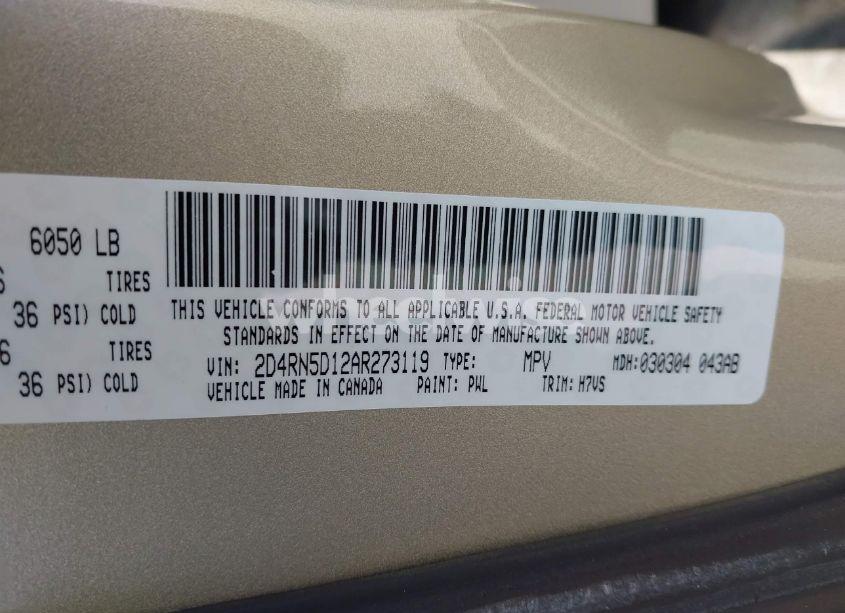 6050 LB
TIRES
36 PSI) COLD
6 TIRES
36 PSI) COLD
THIS VEHICLE CONFORMS TO ALL APPLICABLE U.S.A. FEDERAL MOTOR VEHICLE SAFETY
STANDARDS IN EFFECT ON THE DATE OF MANUFACTURE SHOWN ABOVE.
VIN: 2D4RN5D12AR273119 TYPE: MPV MDH:030304 043AB
VEHICLE MADE IN CANADA PAINT: PWL TRIM: H7VS